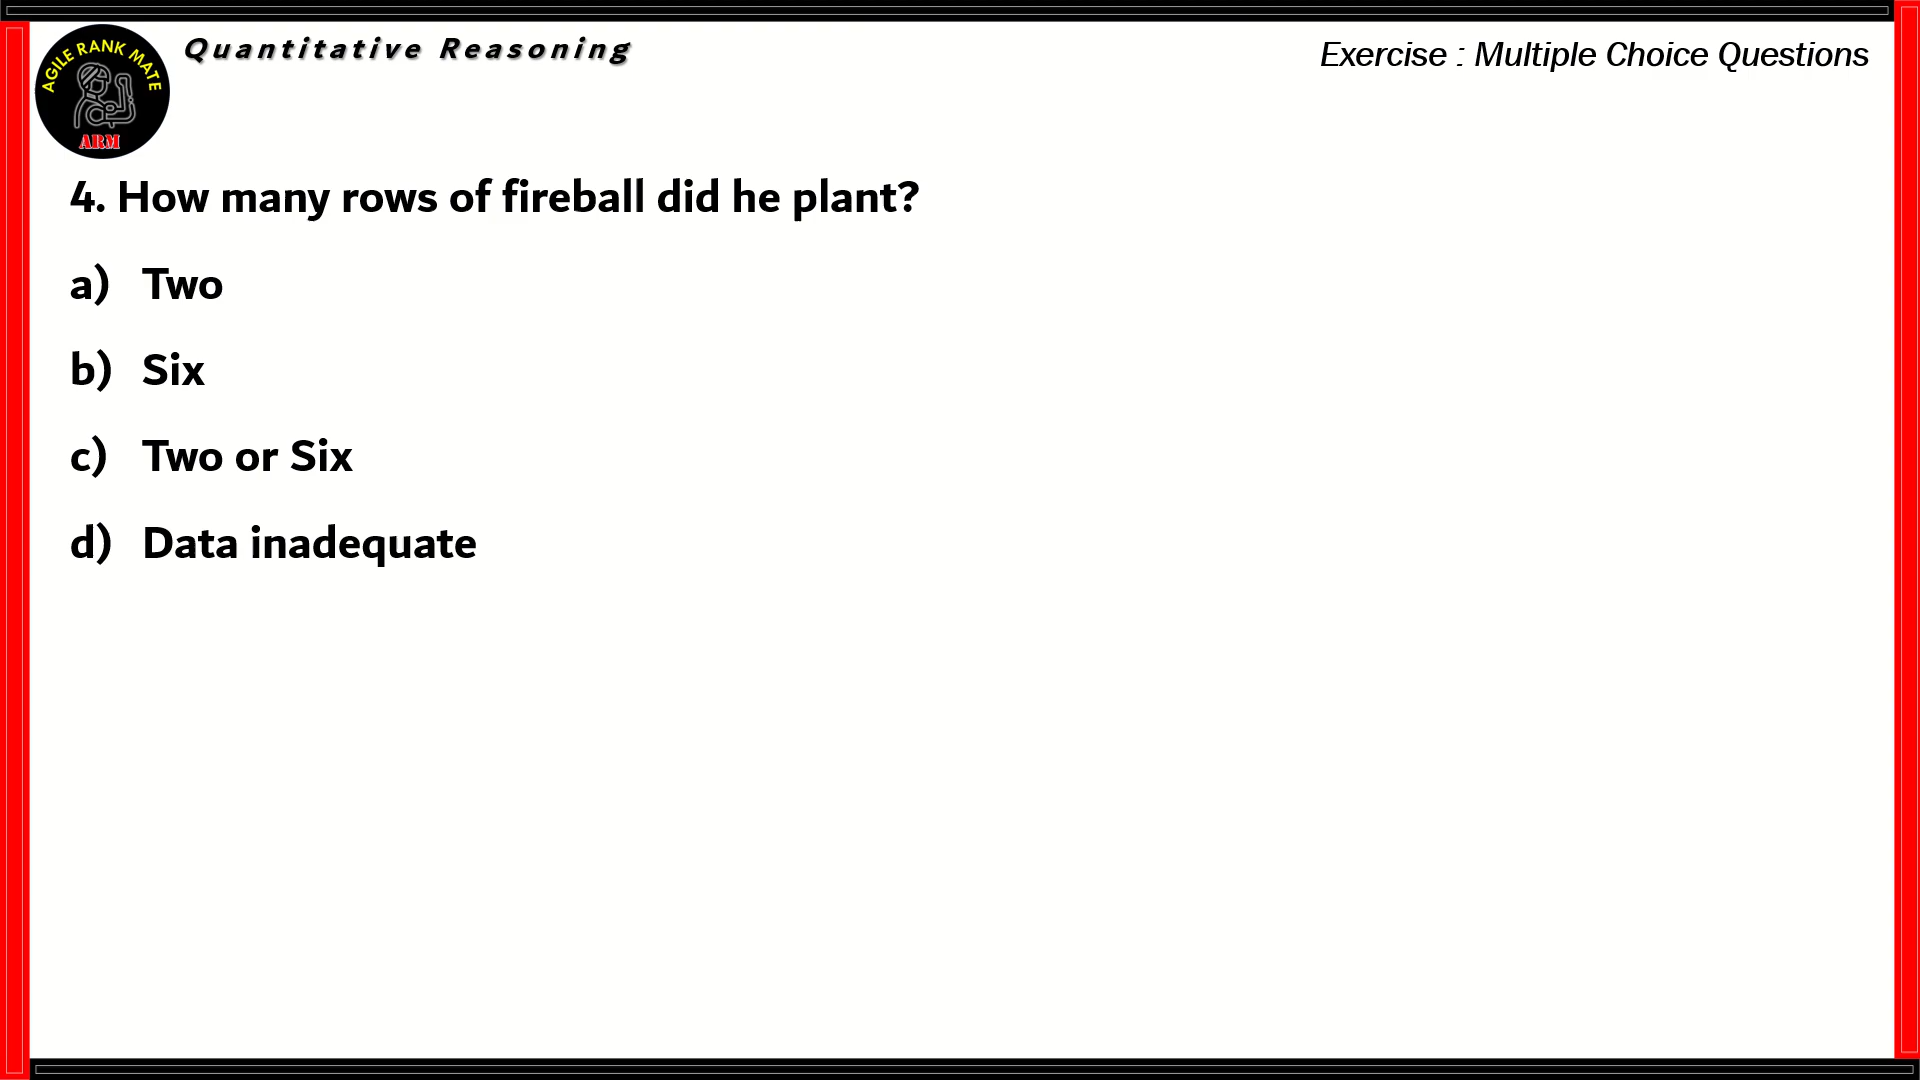 AGILE RANK MATE
ARM
Quantitative Reasoning
Exercise : Multiple Choice Questions
4. How many rows of fireball did he plant?
a) Two
b) Six
c) Two or Six
d) Data inadequate